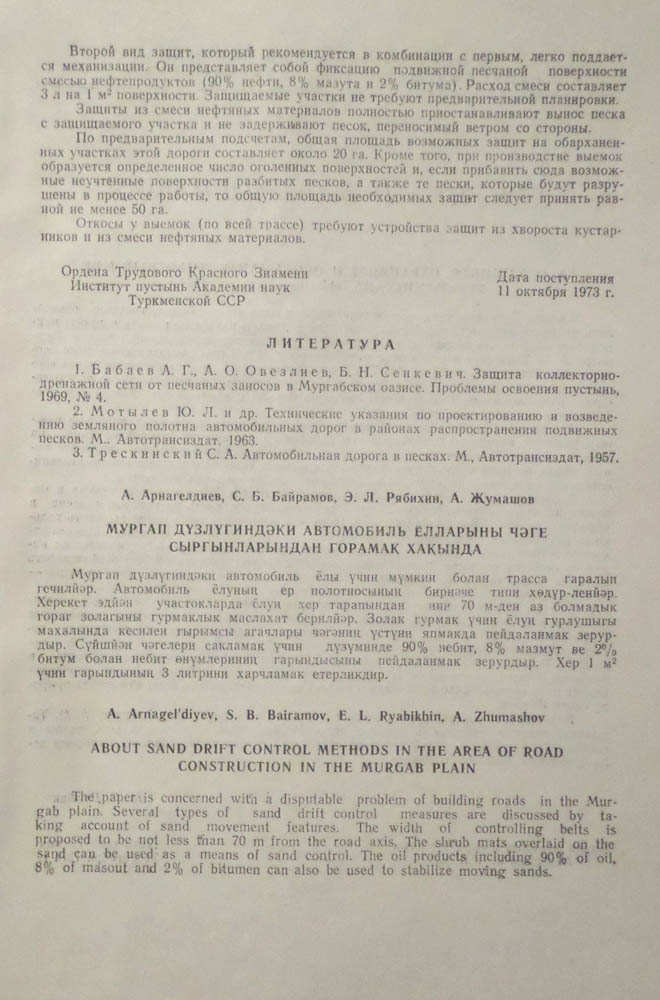 Второй вид защит, который рекомендуется в комбинации с первым, легко поддает-
ся механизации. Он представляет собой фиксацию подвижной песчаной поверхности
смесью нефтепродуктов (90% нефти, 8% мазута и 2% битума). Расход смеси составляет
3 л на 1 м² поверхности. Защищаемые участки не требуют предварительной планировки.
Защиты из смеси нефтяных материалов полностью приостанавливают вынос песка
с защищаемого участка и не задерживают песок, переносимый ветром со стороны.
По предварительным подсчетам, общая площадь возможных защит на обарханен-
ных участках этой дороги составляет около 20 га. Кроме того, при производстве выемок
образуется определенное число оголенных поверхностей и, если прибавить сюда возмож-
ные неучтенные поверхности разбитых песков, а также те пески, которые будут разру-
шены в процессе работы, то общую площадь необходимых защит следует принять рав-
ной не менее 50 га.
Откосы у выемок (по всей трассе) требуют устройства защит из хвороста кустар-
ников и из смеси нефтяных материалов.
Ордена Трудового Красного Знамени
Институт пустынь Академии наук
Туркменской ССР
Дата поступления
11 октября 1973 г.
ЛИТЕРАТУРА
1. Бабаев А. Г., А. О. Овезлиев, Б. Н. Сенкевич. Защита коллекторно-
дренажной сети от песчаных заносов в Мургабском оазисе. Проблемы освоения пустынь,
1969, № 4.
2. Мотылев Ю. Л. и др. Технические указания по проектированию и возведе-
нию земляного полотна автомобильных дорог в районах распространения подвижных
песков. М.. Автотрансиздат. 1963.
3. Трескинский С. А. Автомобильная дорога в песках. М., Автотрансиздат, 1957.
А. Арнагелдиев, С. Б. Байрамов, Э. Л. Рябихин, А. Жумашов
МУРГАП ДҮЗЛҮГИНДӘКИ АВТОМОБИЛЬ ЁЛЛАРЫНЫ ЧӘГЕ
СЫРГЫНЛАРЫНДАН ГОРАМАК ХАКЫНДА
Мургап дүзлүгиндәки автомобиль ёлы үчин мүмкин болан трасса гаралып
гечилйәр. Автомобиль ёлуның ер полотносының биринче типи хөдүр-ленйәр.
Херекет эдйән участокларда ёлуң хер тарапындан ини 70 м-ден аз болмадык
гораг золагыны гурмаклык маслахат берилйәр. Золак гурмак үчин ёлуң гурлушыгы
махалында кесилен гырымсы агачлары чәгәниң үстүни япмакда пейдаланмак зерур-
дыр. Сүйшйән чәгелери сакламак үчин дүзүминде 90% небит, 8% мазмут ве 2%
битум болан небит өнүмлериниң гарындысыны пейдаланмак зерурдыр. Хер 1 м²
үчин гарындының 3 литрини харчламак етерликдир.
A. Arnagel'diyev, S. B. Bairamov, E. L. Ryabikhin, A. Zhumashov
ABOUT SAND DRIFT CONTROL METHODS IN THE AREA OF ROAD
CONSTRUCTION IN THE MURGAB PLAIN
The paper is concerned with a disputable problem of building roads in the Mur-
gab plain. Several types of sand drift control measures are discussed by ta-
king account of sand movement features. The width of controlling belts is
proposed to be not less than 70 m from the road axis. The shrub mats overlaid on the
sand can be used as a means of sand control. The oil products including 90% of oil,
8% of masout and 2% of bitumen can also be used to stabilize moving sands.